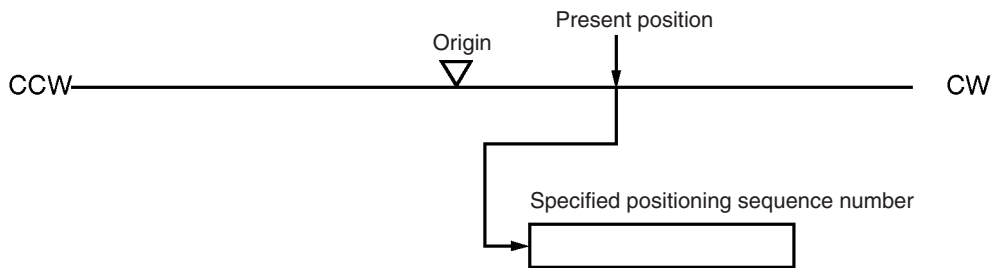 Present position
Origin
CCW
CW
Specified positioning sequence number